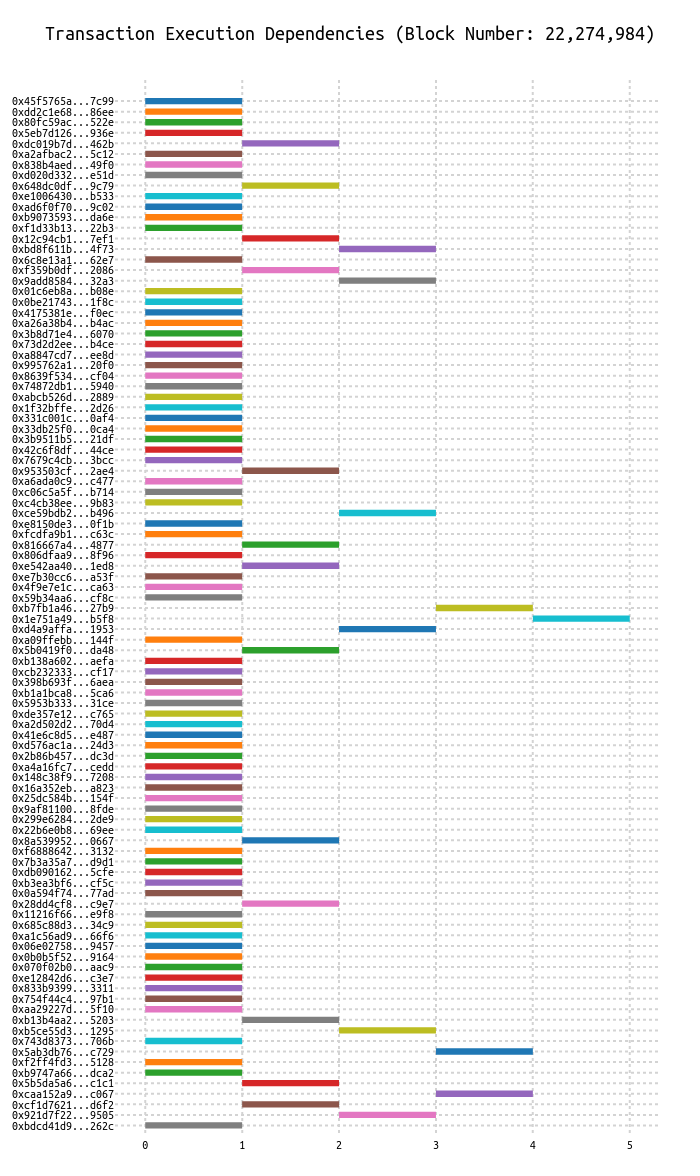 Transaction Execution Dependencies (Block Number: 22,274,984)
0x45f5765a...7c99
0xdd2c1e68...86ee
0x80fc59ac...522e
0x5eb7d126...936e
0xdc019b7d...462b
0xa2afbac2...5c12
0x838b4aed...49f0
0xd020d332...e51d
0x648dc0df...9c79
0xe1006430...b533
0xad6f0f70...9c02
0xb9073593...da6e
0xf1d33b13...22b3
0x12c94cb1...7ef1
0xbd8f611b...4f73
0x6c8e13a1...62e7
0xf359b0df...2086
0x9add8584...32a3
0x01c6eb8a...b08e
0x0be21743...1f8c
0x4175381e...f0ec
0xa26a38b4...b4ac
0x3b8d71e4...6070
0x73d2d2ee...b4ce
0xa8847cd7...ee8d
0x995762a1...20f0
0x8639f534...cf04
0x74872db1...5940
0xabcb526d...2889
0x1f32bffe...2d26
0x331c001c...0af4
0x33db25f0...0ca4
0x3b9511b5...21df
0x42c6f8df...44ce
0x7679c4cb...3bcc
0x953503cf...2ae4
0xa6ada0c9...c477
0xc06c5a5f...b714
0xc4cb38ee...9b83
0xce59bdb2...b496
0xe8150de3...0f1b
0xfcdfa9b1...c63c
0x816667a4...4877
0x806dfaa9...8f96
0xe542aa40...1ed8
0xe7b30cc6...a53f
0x4f9e7e1c...ca63
0x59b34aa6...cf8c
0xb7fb1a46...27b9
0x1e751a49...b5f8
0xd4a9affa...1953
0xa09ffebb...144f
0x5b0419f0...da48
0xb138a602...aefa
0xcb232333...cf17
0x398b693f...6aea
0xb1a1bca8...5ca6
0x5953b333...31ce
0xde357e12...c765
0xa2d502d2...70d4
0x41e6c8d5...e487
0xd576ac1a...24d3
0x2b86b457...dc3d
0xa4a16fc7...cedd
0x148c38f9...7208
0x16a352eb...a823
0x25dc584b...154f
0x9af81100...8fde
0x299e6284...2de9
0x22b6e0b8...69ee
0x8a539952...0667
0xf6888642...3132
0x7b3a35a7...d9d1
0xdb090162...5cfe
0xb3ea3bf6...cf5c
0x0a594f74...77ad
0x28dd4cf8...c9e7
0x11216f66...e9f8
0x685c88d3...34c9
0xa1c56ad9...66f6
0x06e02758...9457
0x0b0b5f52...9164
0x070f02b0...aac9
0xe12842d6...c3e7
0x833b9399...3311
0x754f44c4...97b1
0xaa29227d...5f10
0xb13b4aa2...5203
0xb5ce55d3...1295
0x743d8373...706b
0x5ab3db76...c729
0xf2ff4fd3...5128
0xb9747a66...dca2
0x5b5da5a6...c1c1
0xcaa152a9...c067
0xcf1d7621...d6f2
0x921d7f22...9505
0xbdcd41d9...262c
0 1 2 3 4 5